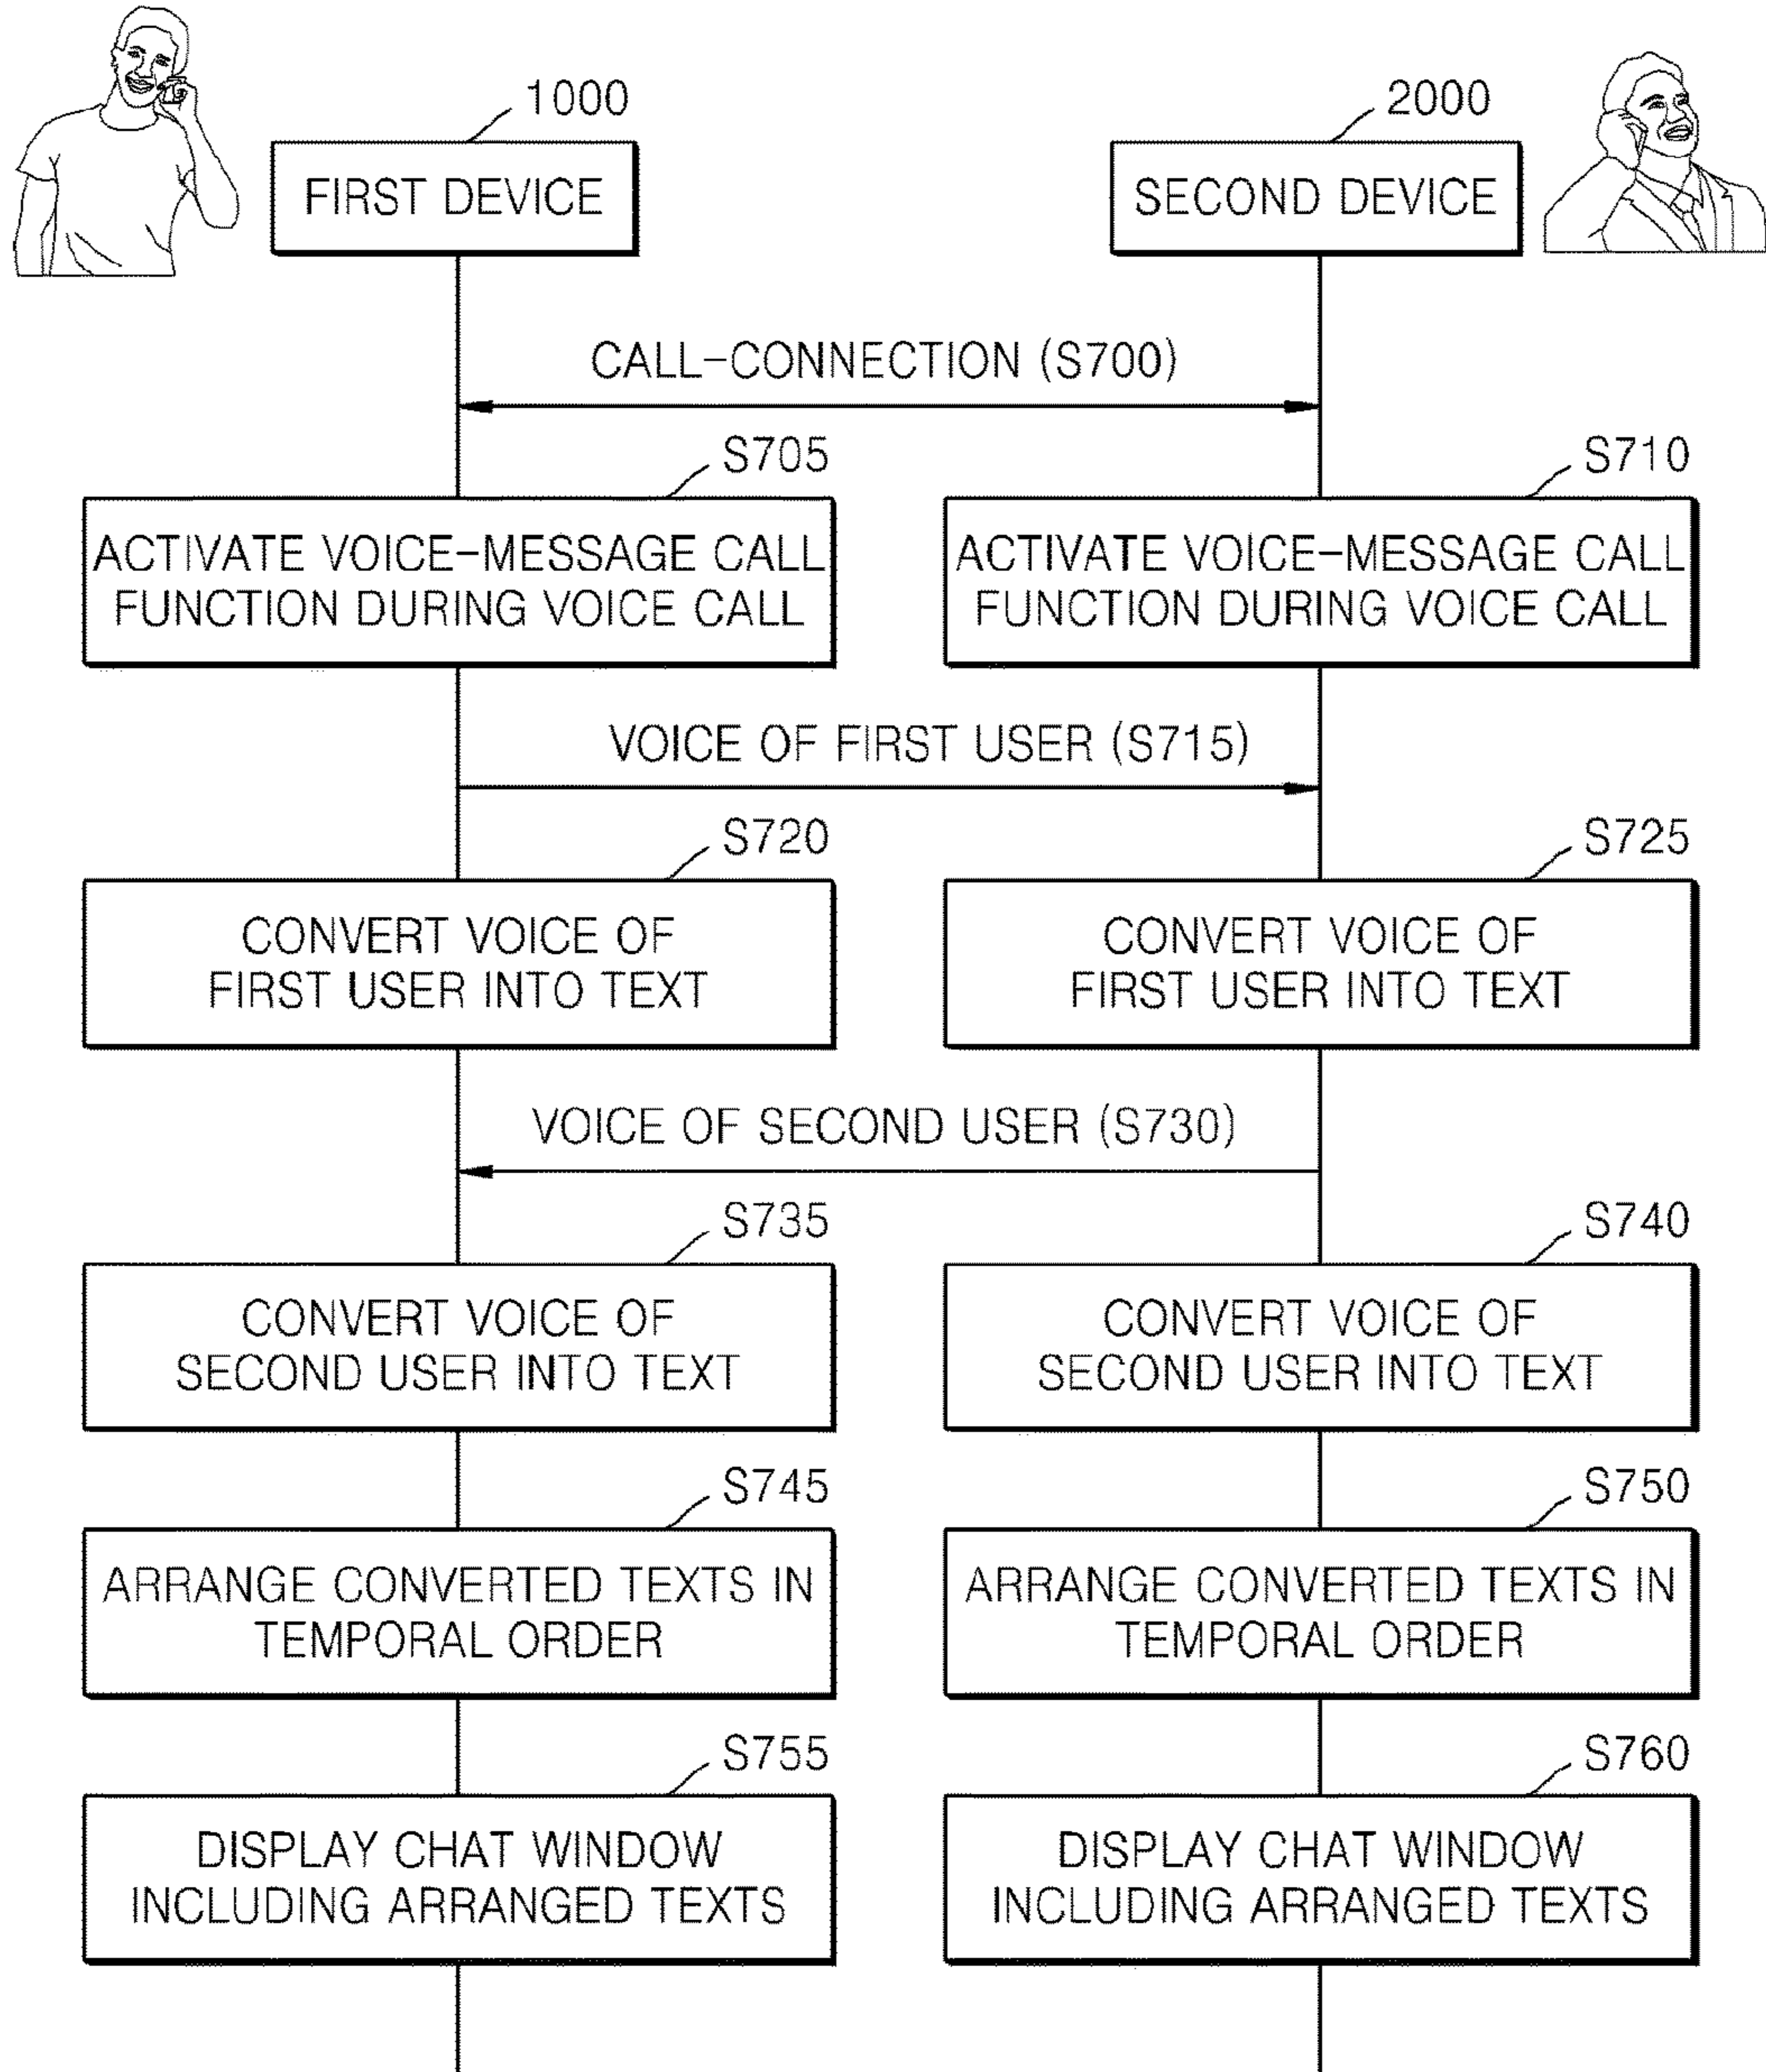 1000
2000
FIRST DEVICE
SECOND DEVICE
CALL-CONNECTION (S700)
S705
S710
ACTIVATE VOICE-MESSAGE CALL
FUNCTION DURING VOICE CALL
ACTIVATE VOICE-MESSAGE CALL
FUNCTION DURING VOICE CALL
VOICE OF FIRST USER (S715)
S720
S725
CONVERT VOICE OF
FIRST USER INTO TEXT
CONVERT VOICE OF
FIRST USER INTO TEXT
VOICE OF SECOND USER (S730)
S735
S740
CONVERT VOICE OF
SECOND USER INTO TEXT
CONVERT VOICE OF
SECOND USER INTO TEXT
S745
S750
ARRANGE CONVERTED TEXTS IN
TEMPORAL ORDER
ARRANGE CONVERTED TEXTS IN
TEMPORAL ORDER
S755
S760
DISPLAY CHAT WINDOW
INCLUDING ARRANGED TEXTS
DISPLAY CHAT WINDOW
INCLUDING ARRANGED TEXTS